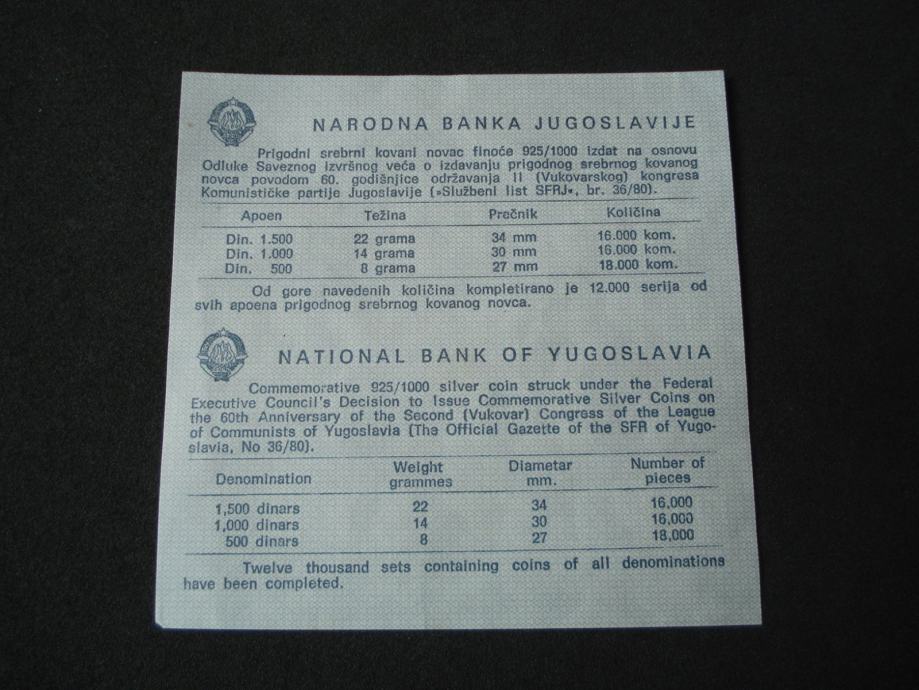 NARODNA BANKA JUGOSLAVIJE
Prigodni srebrni kovani novac finoće 925/1000 izdat na osnovu
Odluke Saveznog izvršnog veća o izdavanju prigodnog srebrnog kovanog
novca povodom 60. godišnjice održavanja II (Vukovarskog) kongresa
Komunističke partije Jugoslavije (»Službeni list SFRJ«, br. 36/80).
Apoen Težina Prečnik Količina
Din. 1.500 22 grama 34 mm 16.000 kom.
Din. 1.000 14 grama 30 mm 16.000 kom.
Din. 500 8 grama 27 mm 18.000 kom.
Od gore navedenih količina kompletirano je 12.000 serija od
svih apoena prigodnog srebrnog kovanog novca.
NATIONAL BANK OF YUGOSLAVIA
Commemorative 925/1000 silver coin struck under the Federal
Executive Council's Decision to Issue Commemorative Silver Coins on
the 60th Anniversary of the Second (Vukovar) Congress of the League
of Communists of Yugoslavia (The Official Gazette of the SFR of Yugo-
slavia, No 36/80).
Denomination Weight grammes Diametar mm. Number of pieces
1,500 dinars 22 34 16,000
1,000 dinars 14 30 16,000
500 dinars 8 27 18,000
Twelve thousand sets containing coins of all denominations
have been completed.